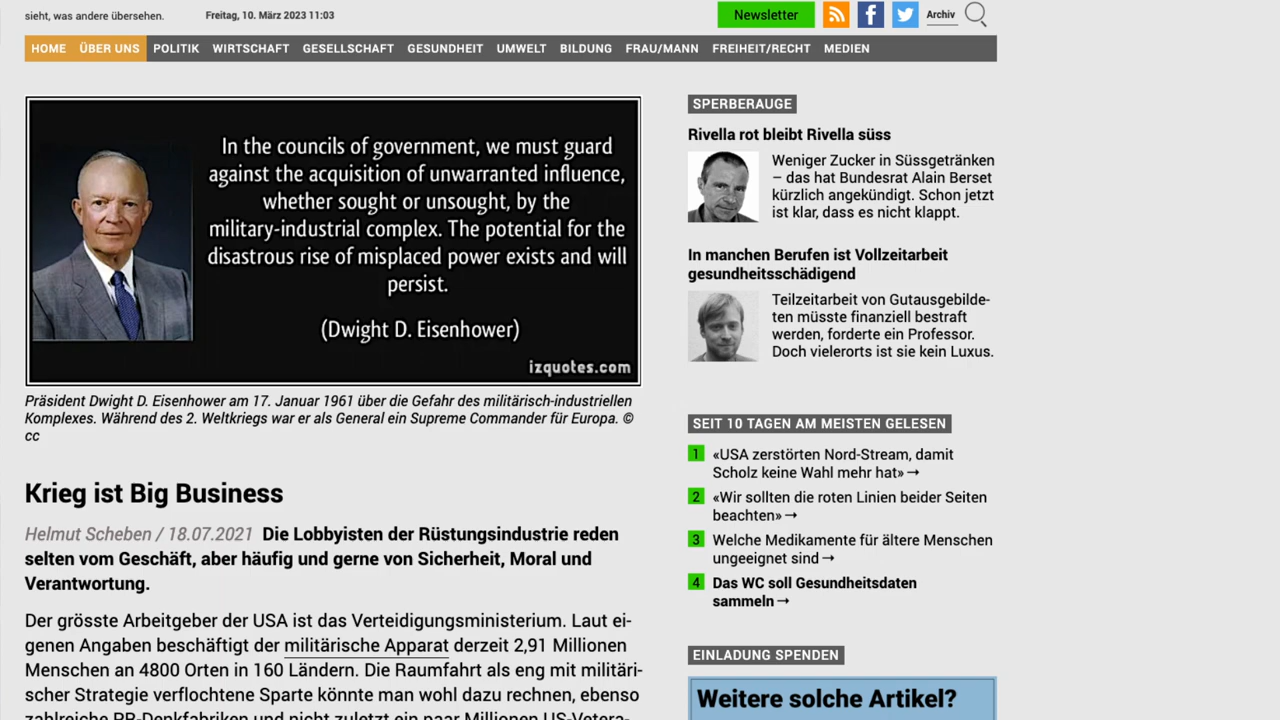 sieht, was andere übersehen.
Freitag, 10. März 2023 11:03
Newsletter
Archiv
HOME ÜBER UNS POLITIK WIRTSCHAFT GESELLSCHAFT GESUNDHEIT UMWELT BILDUNG FRAU/MANN FREIHEIT/RECHT MEDIEN
In the councils of government, we must guard
against the acquisition of unwarranted influence,
whether sought or unsought, by the
military-industrial complex. The potential for the
disastrous rise of misplaced power exists and will
persist.
(Dwight D. Eisenhower)
izquotes.com
Präsident Dwight D. Eisenhower am 17. Januar 1961 über die Gefahr des militärisch-industriellen
Komplexes. Während des 2. Weltkriegs war er als General ein Supreme Commander für Europa. ©
cc
Krieg ist Big Business
Helmut Scheben / 18.07.2021 Die Lobbyisten der Rüstungsindustrie reden
selten vom Geschäft, aber häufig und gerne von Sicherheit, Moral und
Verantwortung.
Der grösste Arbeitgeber der USA ist das Verteidigungsministerium. Laut ei-
genen Angaben beschäftigt der militärische Apparat derzeit 2,91 Millionen
Menschen an 4800 Orten in 160 Ländern. Die Raumfahrt als eng mit militäri-
scher Strategie verflochtene Sparte könnte man wohl dazu rechnen, ebenso
zahlreiche PR-Denkfabriken und nicht zuletzt ein paar Millionen US-Vetera-
SPERBERAUGE
Rivella rot bleibt Rivella süss
Weniger Zucker in Süssgetränken
– das hat Bundesrat Alain Berset
kürzlich angekündigt. Schon jetzt
ist klar, dass es nicht klappt.
In manchen Berufen ist Vollzeitarbeit
gesundheitsschädigend
Teilzeitarbeit von Gutausgebilde-
ten müsste finanziell bestraft
werden, forderte ein Professor.
Doch vielerorts ist sie kein Luxus.
SEIT 10 TAGEN AM MEISTEN GELESEN
1 «USA zerstörten Nord-Stream, damit
Scholz keine Wahl mehr hat» →
2 «Wir sollten die roten Linien beider Seiten
beachten» →
3 Welche Medikamente für ältere Menschen
ungeeignet sind →
4 Das WC soll Gesundheitsdaten
sammeln →
EINLADUNG SPENDEN
Weitere solche Artikel?